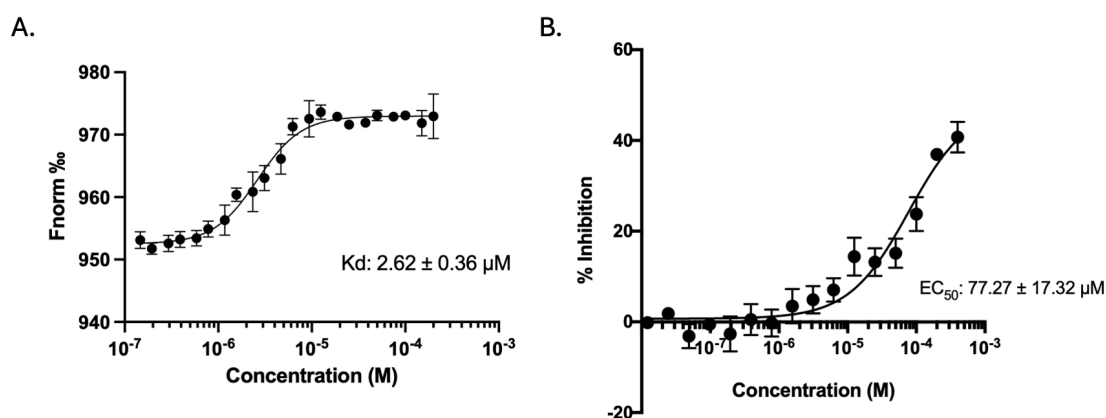 A.
980
970
960
950
940
Fnorm ‰
Kd: 2.62 ± 0.36 µM
10-7
10-6
10-5
10-4
10-3
Concentration (M)
B.
60
40
20
0
-20
% Inhibition
EC50: 77.27 ± 17.32 µM
10-7
10-6
10-5
10-4
10-3
Concentration (M)